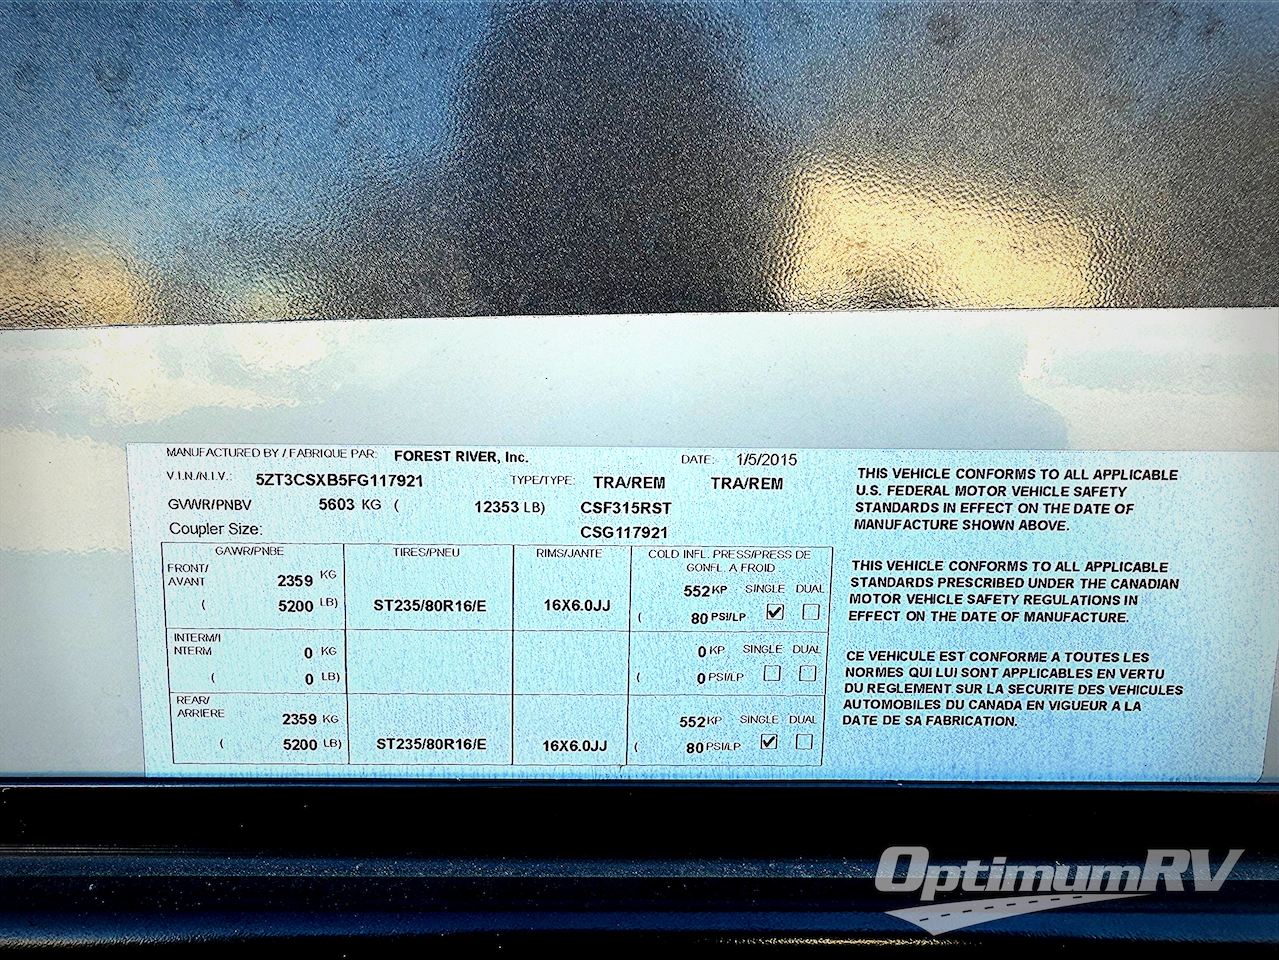 MANUFACTURED BY / FABRIQUE PAR: FOREST RIVER, Inc. DATE: 1/5/2015
V.I.N./N.I.V.: 5ZT3CSXB5FG117921 TYPE/TYPE: TRA/REM TRA/REM
GVWR/PNBV 5603 KG ( 12353 LB) CSF315RST
Coupler Size: CSG117921
GAWR/PNBE TIRES/PNEU RIMS/JANTE COLD INFL. PRESS/PRESS DE
GONFL. A FROID
FRONT/
AVANT 2359 KG 552 KP SINGLE DUAL
( 5200 LB) ST235/80R16/E 16X6.0JJ ( 80 PSI/LP
INTERM/I
NTERM 0 KG 0 KP SINGLE DUAL
( 0 LB) ( 0 PSI/LP
REAR/
ARRIERE 2359 KG 552 KP SINGLE DUAL
( 5200 LB) ST235/80R16/E 16X6.0JJ ( 80 PSI/LP
THIS VEHICLE CONFORMS TO ALL APPLICABLE
U.S. FEDERAL MOTOR VEHICLE SAFETY
STANDARDS IN EFFECT ON THE DATE OF
MANUFACTURE SHOWN ABOVE.
THIS VEHICLE CONFORMS TO ALL APPLICABLE
STANDARDS PRESCRIBED UNDER THE CANADIAN
MOTOR VEHICLE SAFETY REGULATIONS IN
EFFECT ON THE DATE OF MANUFACTURE.
CE VEHICULE EST CONFORME A TOUTES LES
NORMES QUI LUI SONT APPLICABLES EN VERTU
DU REGLEMENT SUR LA SECURITE DES VEHICULES
AUTOMOBILES DU CANADA EN VIGUEUR A LA
DATE DE SA FABRICATION.
OptimumRV